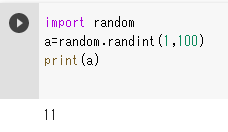 import random
a=random.randint(1,100)
print(a)
11